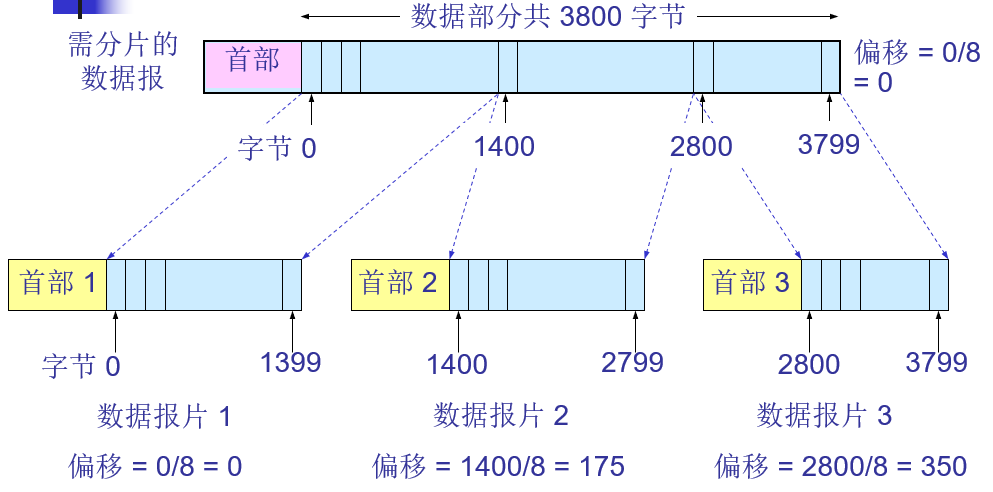 数据部分共 3800 字节
需分片的
数据报
首部
偏移 = 0/8
= 0
字节 0
1400
2800
3799
首部 1
首部 2
首部 3
字节 0
1399
1400
2799
2800
3799
数据报片 1
数据报片 2
数据报片 3
偏移 = 0/8 = 0
偏移 = 1400/8 = 175
偏移 = 2800/8 = 350